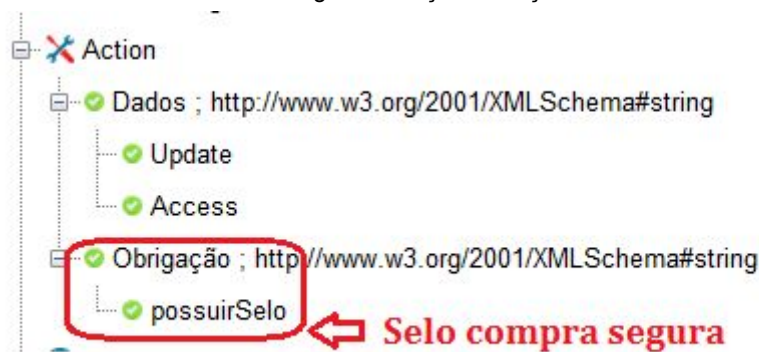 Action
Dados ; http://www.w3.org/2001/XMLSchema#string
Update
Access
Obrigação ; http://www.w3.org/2001/XMLSchema#string
possuirSelo
Selo compra segura